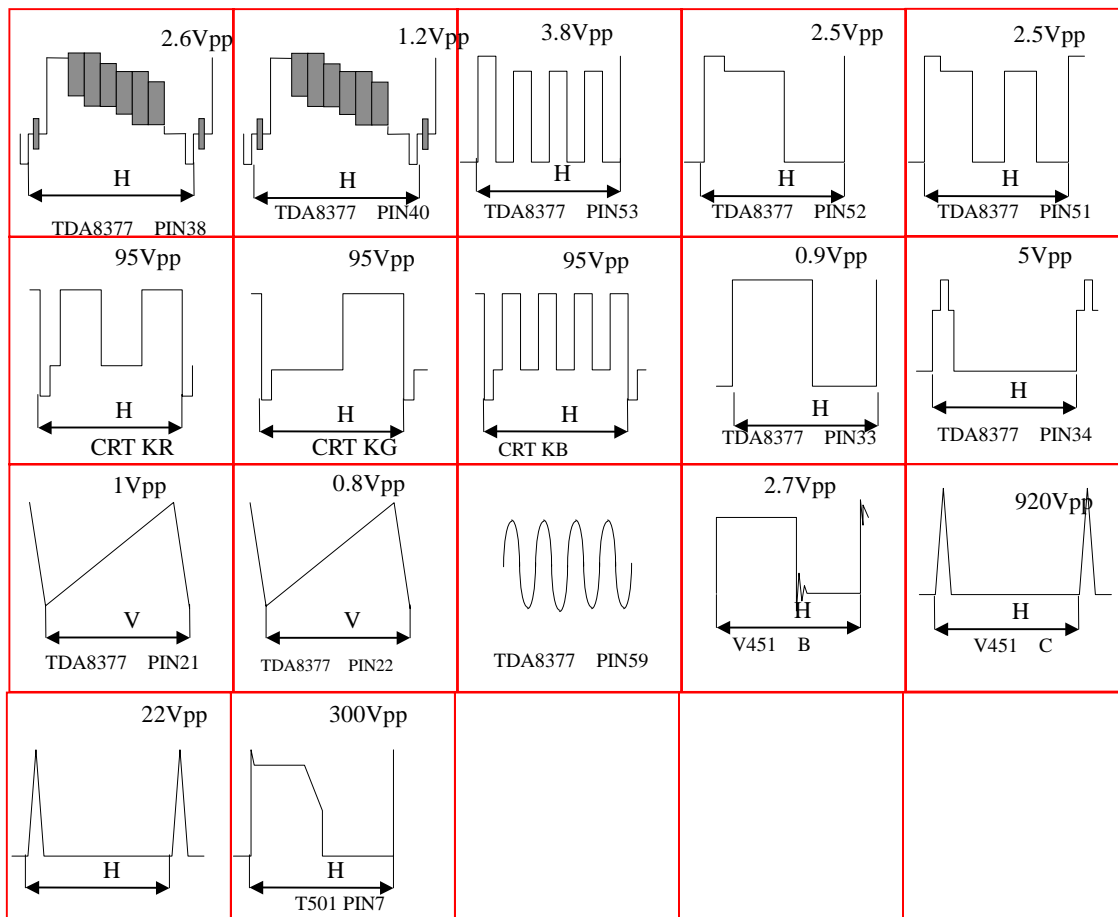 2.6Vpp
H
TDA8377 PIN38
1.2Vpp
H
TDA8377 PIN40
3.8Vpp
H
TDA8377 PIN53
2.5Vpp
H
TDA8377 PIN52
2.5Vpp
H
TDA8377 PIN51
95Vpp
H
CRT KR
95Vpp
H
CRT KG
95Vpp
H
CRT KB
0.9Vpp
H
TDA8377 PIN33
5Vpp
H
TDA8377 PIN34
1Vpp
V
TDA8377 PIN21
0.8Vpp
V
TDA8377 PIN22
TDA8377 PIN59
2.7Vpp
H
V451 B
920Vpp
H
V451 C
22Vpp
H
300Vpp
H
T501 PIN7